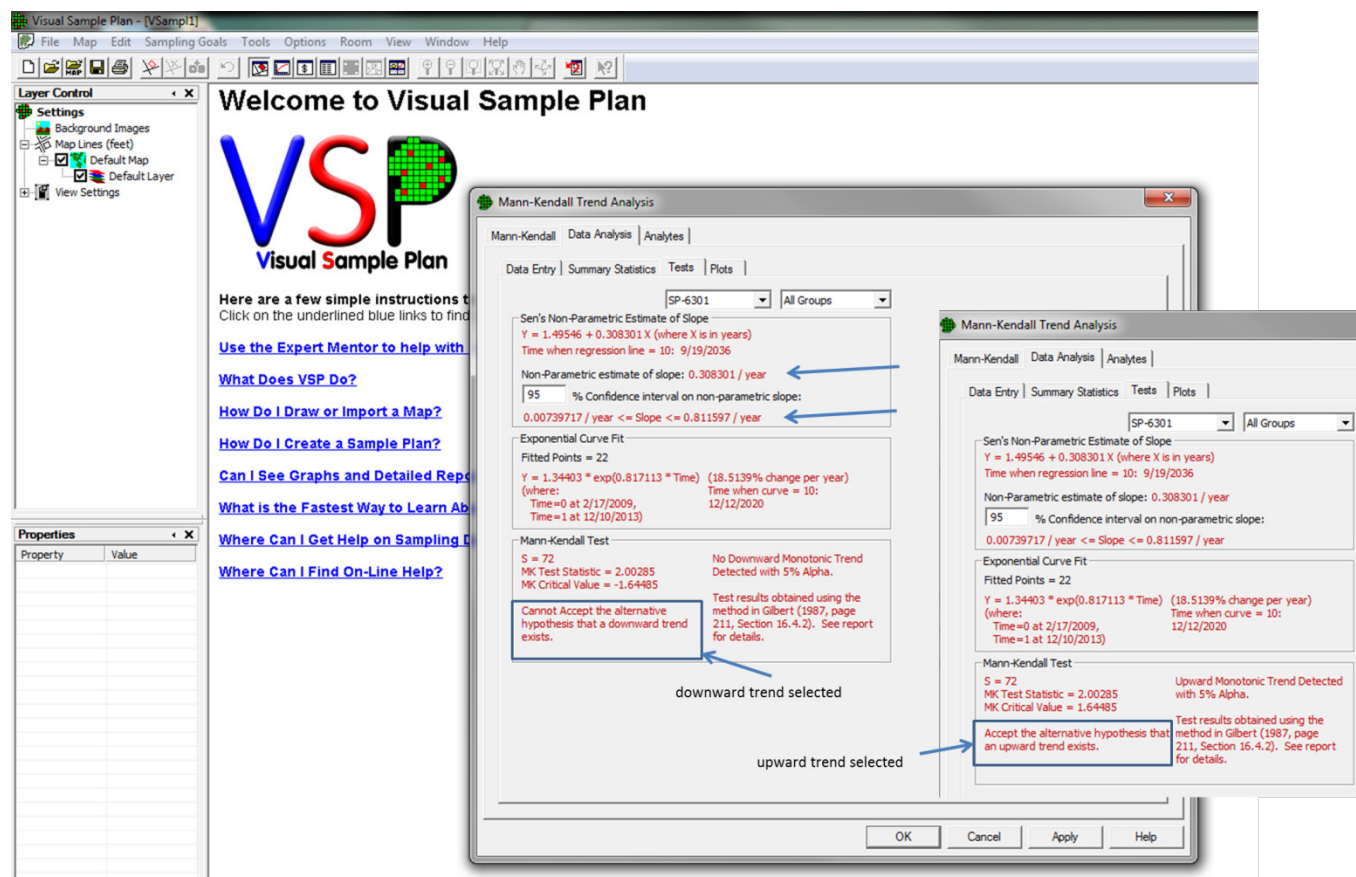 Visual Sample Plan - [VSampl1]
File Map Edit Sampling Goals Tools Options Room View Window Help
MAP
Layer Control
Settings
Background Images
Map Lines (feet)
Default Map
Default Layer
View Settings
Properties
Property Value
Welcome to Visual Sample Plan
VSP
Visual Sample Plan
Here are a few simple instructions t
Click on the underlined blue links to find
Use the Expert Mentor to help with
What Does VSP Do?
How Do I Draw or Import a Map?
How Do I Create a Sample Plan?
Can I See Graphs and Detailed Repo
What is the Fastest Way to Learn Ab
Where Can I Get Help on Sampling D
Where Can I Find On-Line Help?
Mann-Kendall Trend Analysis
Mann-Kendall Data Analysis Analytes
Data Entry Summary Statistics Tests Plots
SP-6301 All Groups
Sen's Non-Parametric Estimate of Slope
Y = 1.49546 + 0.308301 X (where X is in years)
Time when regression line = 10: 9/19/2036
Non-Parametric estimate of slope: 0.308301 / year
95 % Confidence interval on non-parametric slope:
0.00739717 / year <= Slope <= 0.811597 / year
Exponential Curve Fit
Fitted Points = 22
Y = 1.34403 * exp(0.817113 * Time) (18.5139% change per year)
(where: Time when curve = 10:
Time=0 at 2/17/2009, 12/12/2020
Time=1 at 12/10/2013)
Mann-Kendall Test
S = 72
MK Test Statistic = 2.00285
MK Critical Value = -1.64485
Cannot Accept the alternative
hypothesis that a downward trend
exists.
No Downward Monotonic Trend
Detected with 5% Alpha.
Test results obtained using the
method in Gilbert (1987, page
211, Section 16.4.2). See report
for details.
downward trend selected
upward trend selected
OK Cancel Apply Help
Mann-Kendall Trend Analysis
Mann-Kendall Data Analysis Analytes
Data Entry Summary Statistics Tests Plots
SP-6301 All Groups
Sen's Non-Parametric Estimate of Slope
Y = 1.49546 + 0.308301 X (where X is in years)
Time when regression line = 10: 9/19/2036
Non-Parametric estimate of slope: 0.308301 / year
95 % Confidence interval on non-parametric slope:
0.00739717 / year <= Slope <= 0.811597 / year
Exponential Curve Fit
Fitted Points = 22
Y = 1.34403 * exp(0.817113 * Time) (18.5139% change per year)
(where: Time when curve = 10:
Time=0 at 2/17/2009, 12/12/2020
Time=1 at 12/10/2013)
Mann-Kendall Test
S = 72
MK Test Statistic = 2.00285
MK Critical Value = 1.64485
Accept the alternative hypothesis that
an upward trend exists.
Upward Monotonic Trend Detected
with 5% Alpha.
Test results obtained using the
method in Gilbert (1987, page
211, Section 16.4.2). See report
for details.